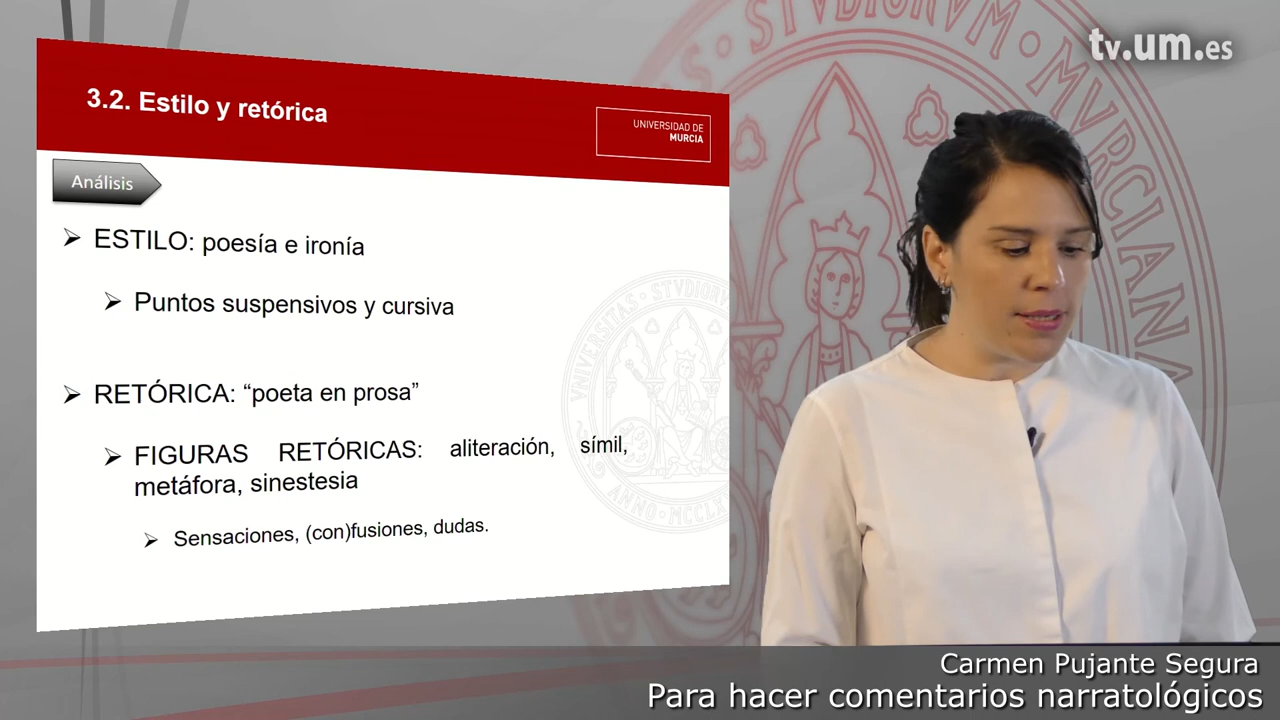 tv.um.es
3.2. Estilo y retórica
UNIVERSIDAD DE
MURCIA
Análisis
ESTILO: poesía e ironía
Puntos suspensivos y cursiva
RETÓRICA: “poeta en prosa”
FIGURAS RETÓRICAS: aliteración, símil,
metáfora, sinestesia
Sensaciones, (con)fusiones, dudas.
Carmen Pujante Segura
Para hacer comentarios narratológicos